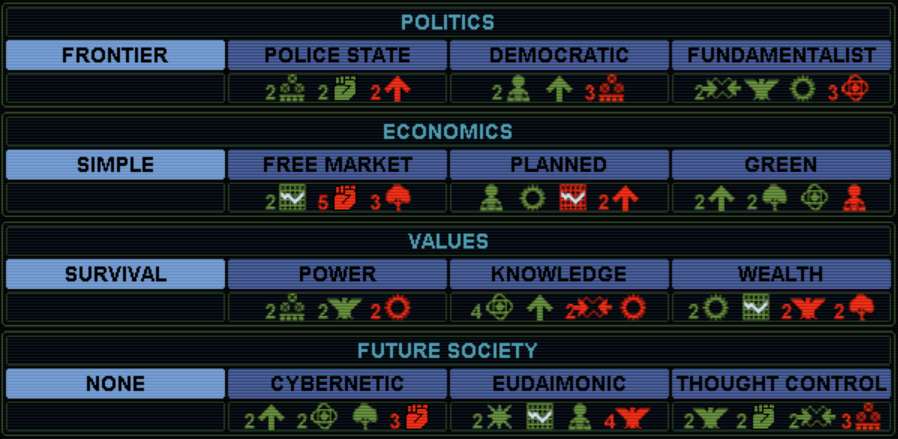 POLITICS
FRONTIER POLICE STATE DEMOCRATIC FUNDAMENTALIST
2 2 2 2 3 2 3
ECONOMICS
SIMPLE FREE MARKET PLANNED GREEN
2 5 3 2 2 2
VALUES
SURVIVAL POWER KNOWLEDGE WEALTH
2 2 2 4 2 2 2 2
FUTURE SOCIETY
NONE CYBERNETIC EUDAIMONIC THOUGHT CONTROL
2 2 3 2 4 2 2 2 3